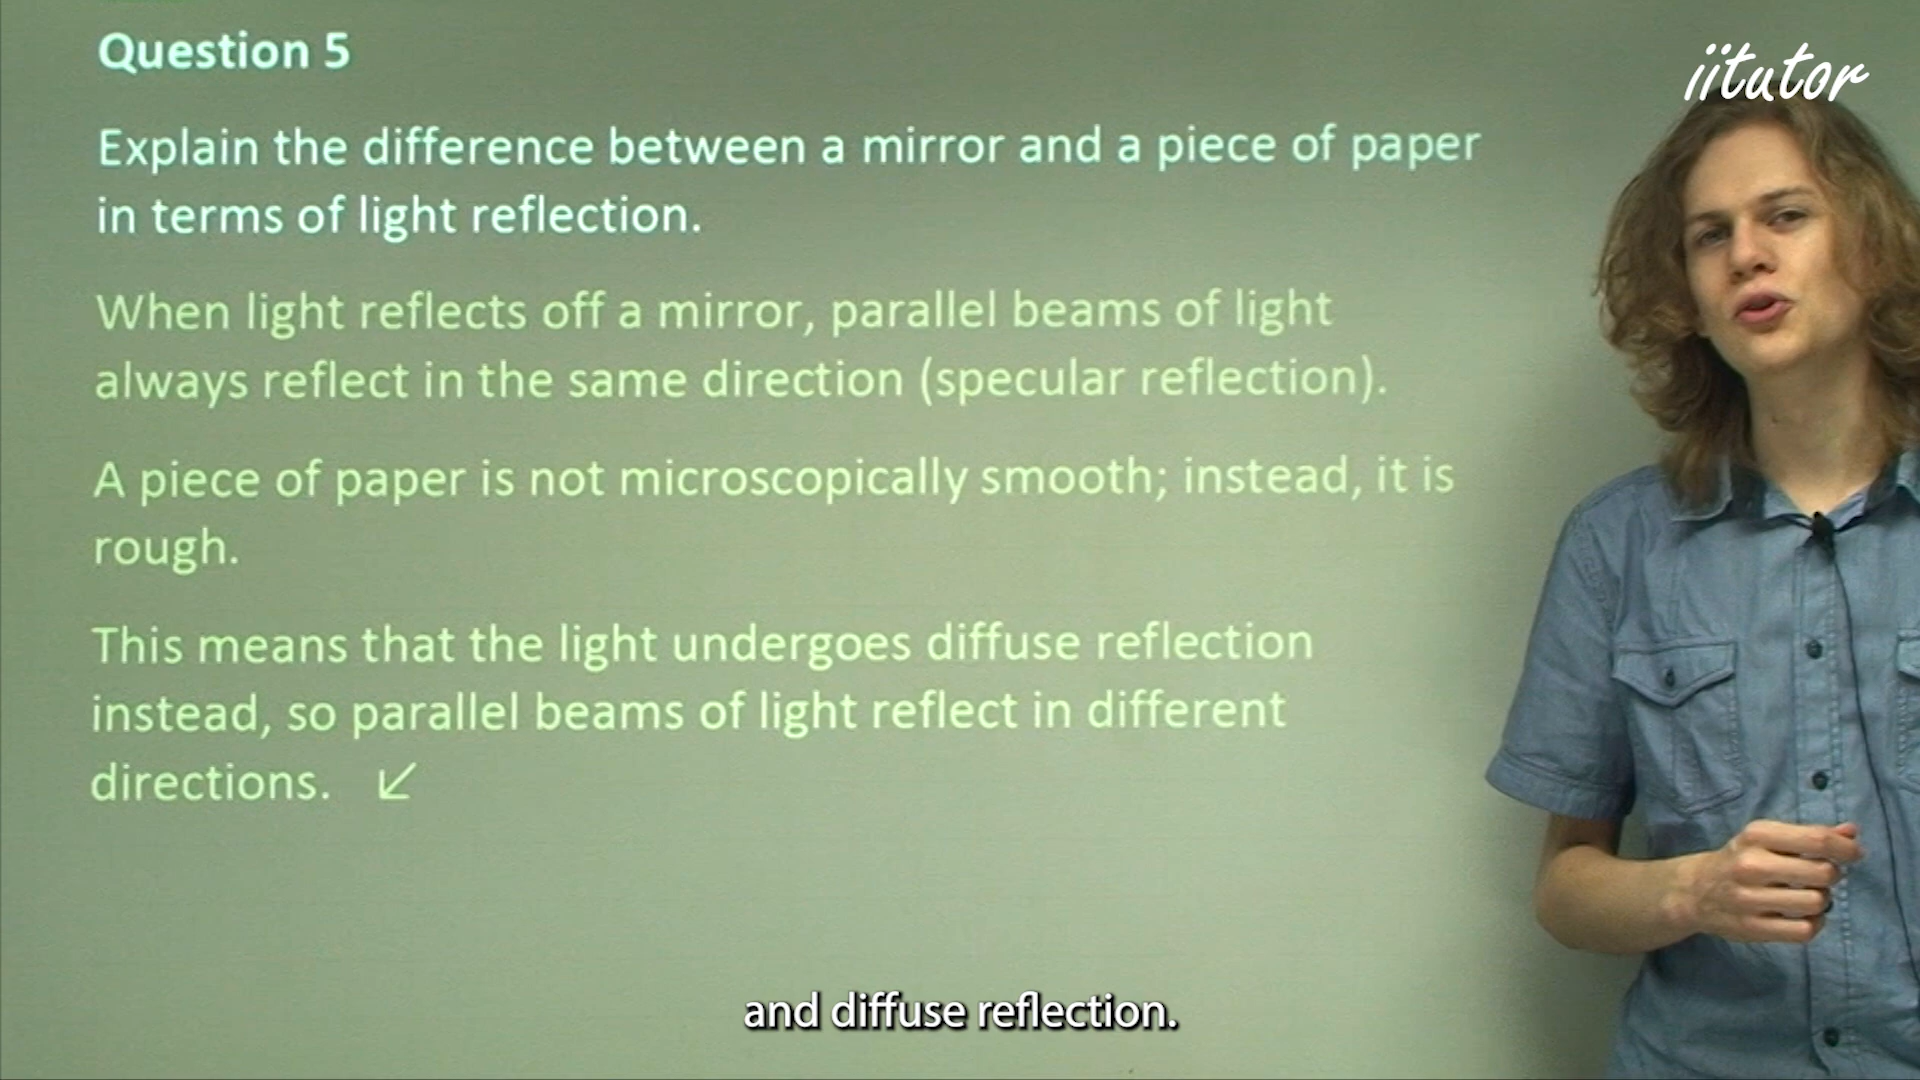 Question 5
iitutor
Explain the difference between a mirror and a piece of paper
in terms of light reflection.
When light reflects off a mirror, parallel beams of light
always reflect in the same direction (specular reflection).
A piece of paper is not microscopically smooth; instead, it is
rough.
This means that the light undergoes diffuse reflection
instead, so parallel beams of light reflect in different
directions. ↙
and diffuse reflection.